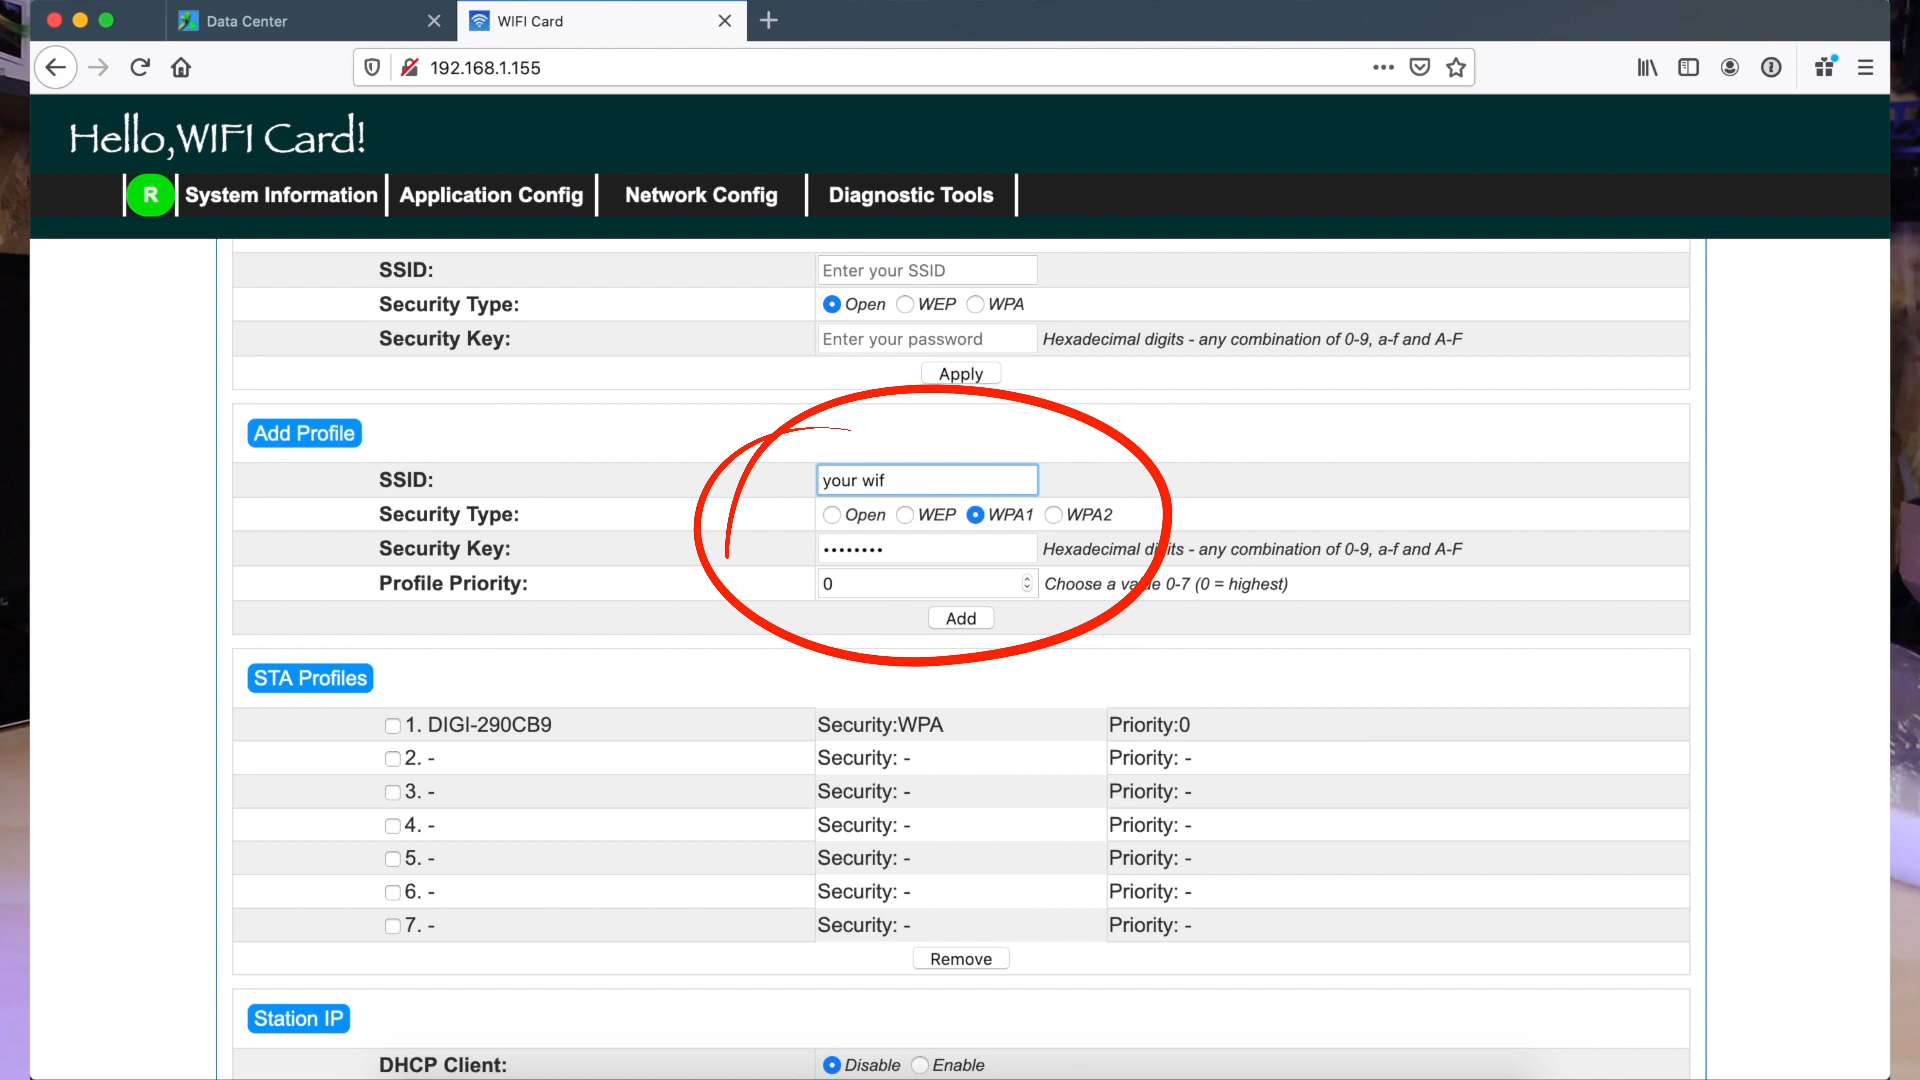 Data Center
WIFI Card
192.168.1.155
Hello,WIFI Card!
R System Information Application Config Network Config Diagnostic Tools
SSID: Enter your SSID
Security Type: Open WEP WPA
Security Key: Enter your password Hexadecimal digits - any combination of 0-9, a-f and A-F
Apply
Add Profile
SSID: your wif
Security Type: Open WEP WPA1 WPA2
Security Key: •••••••• Hexadecimal digits - any combination of 0-9, a-f and A-F
Profile Priority: 0 Choose a value 0-7 (0 = highest)
Add
STA Profiles
1. DIGI-290CB9 Security:WPA Priority:0
2. - Security: - Priority: -
3. - Security: - Priority: -
4. - Security: - Priority: -
5. - Security: - Priority: -
6. - Security: - Priority: -
7. - Security: - Priority: -
Remove
Station IP
DHCP Client: Disable Enable